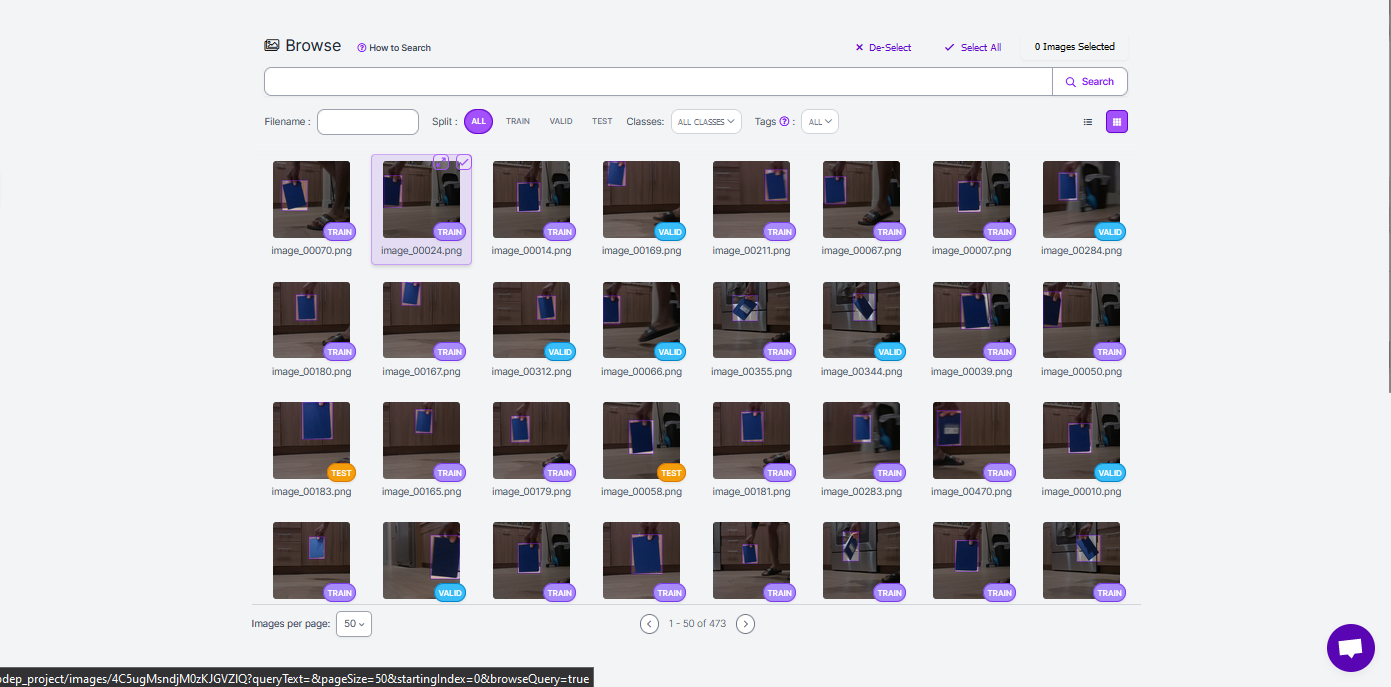 Browse How to Search De-Select Select All 0 Images Selected
Search
Filename : Split : ALL TRAIN VALID TEST Classes: ALL CLASSES Tags : ALL
TRAIN TRAIN TRAIN VALID TRAIN TRAIN TRAIN VALID
image_00070.png image_00024.png image_00014.png image_00169.png image_00211.png image_00067.png image_00007.png image_00284.png
TRAIN TRAIN VALID VALID TRAIN VALID TRAIN TRAIN
image_00180.png image_00167.png image_00312.png image_00066.png image_00355.png image_00344.png image_00039.png image_00050.png
TEST TRAIN TRAIN TEST TRAIN TRAIN TRAIN VALID
image_00183.png image_00165.png image_00179.png image_00058.png image_00181.png image_00283.png image_00470.png image_00010.png
TRAIN VALID TRAIN TRAIN TRAIN TRAIN TRAIN TRAIN
Images per page: 50 1 - 50 of 473
dep_project/images/4C5ugMsndjM0zKJGVZIQ?queryText=&pageSize=50&startingIndex=0&browseQuery=true